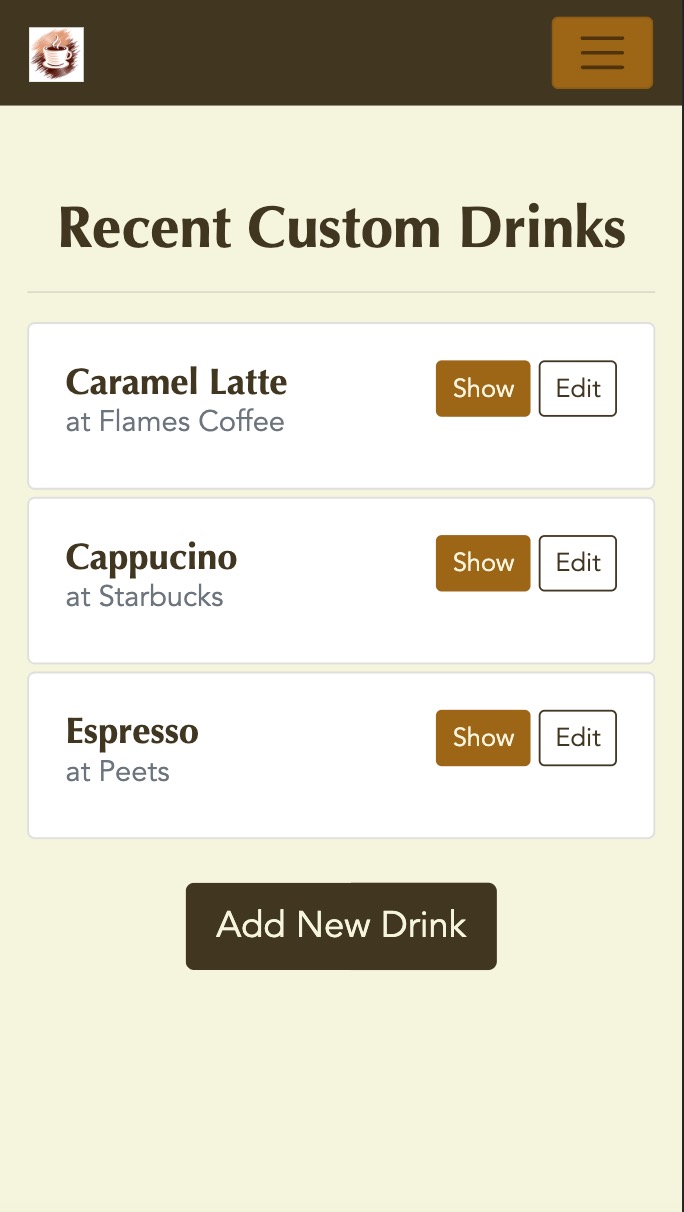 Recent Custom Drinks
Caramel Latte
at Flames Coffee
Show
Edit
Cappucino
at Starbucks
Show
Edit
Espresso
at Peets
Show
Edit
Add New Drink